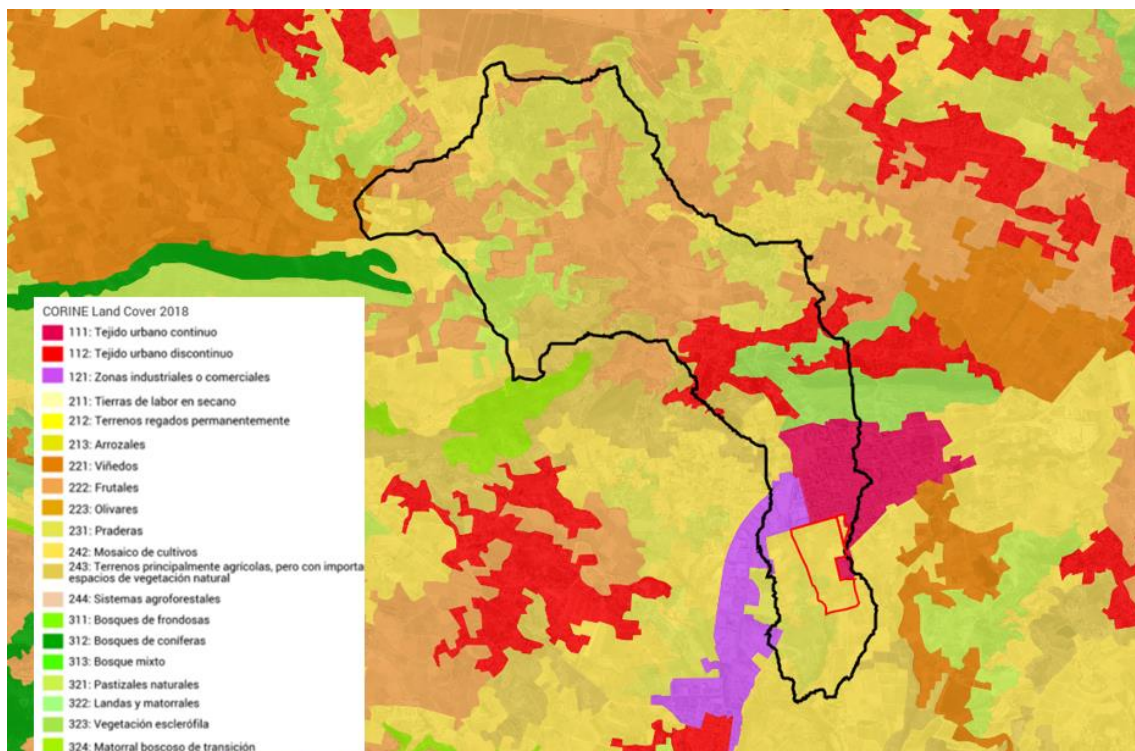 CORINE Land Cover 2018
111: Tejido urbano continuo
112: Tejido urbano discontinuo
121: Zonas industriales o comerciales
211: Tierras de labor en secano
212: Terrenos regados permanentemente
213: Arrozales
221: Viñedos
222: Frutales
223: Olivares
231: Praderas
242: Mosaico de cultivos
243: Terrenos principalmente agrícolas, pero con importa
espacios de vegetación natural
244: Sistemas agroforestales
311: Bosques de frondosas
312: Bosques de coníferas
313: Bosque mixto
321: Pastizales naturales
322: Landas y matorrales
323: Vegetación esclerófila
324: Matorral boscoso de transición